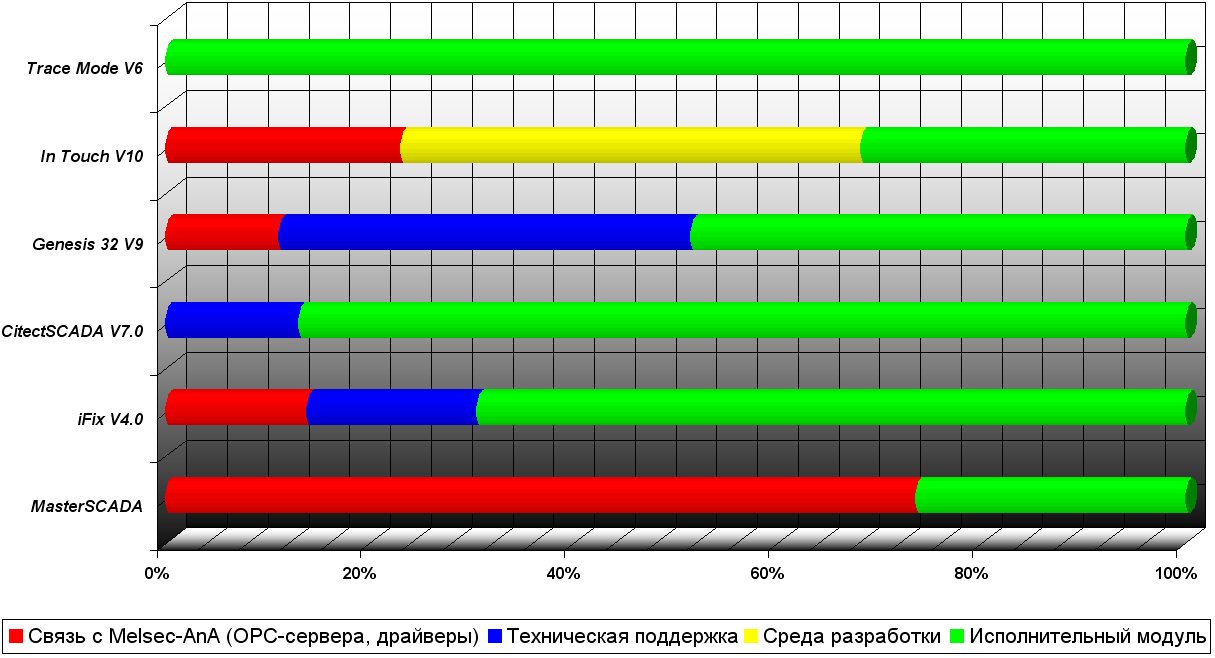 Trace Mode V6
In Touch V10
Genesis 32 V9
CitectSCADA V7.0
iFix V4.0
MasterSCADA
0% 20% 40% 60% 80% 100%
Связь с Melsec-AnA (OPC-сервера, драйверы) Техническая поддержка Среда разработки Исполнительный модуль